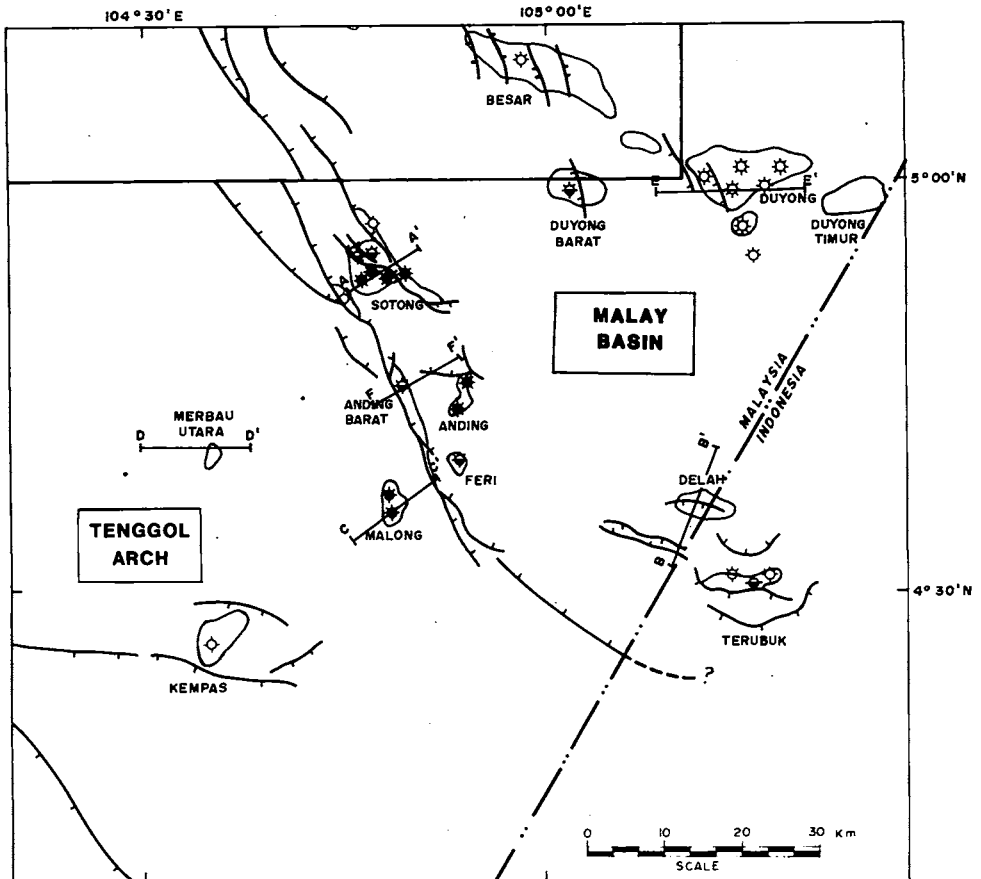 104°30'E
105°00'E
BESAR
5°00'N
E
E'
DUYONG
DUYONG
BARAT
DUYONG
TIMUR
A'
A
SOTONG
MALAY
BASIN
MALAYSIA
INDONESIA
F'
F
ANDING
BARAT
ANDING
MERBAU
UTARA
D
D'
FERI
B'
DELAH
C'
C
MALONG
TENGGOL
ARCH
B
4°30'N
TERUBUK
KEMPAS
?
0
10
20
30
Km
SCALE